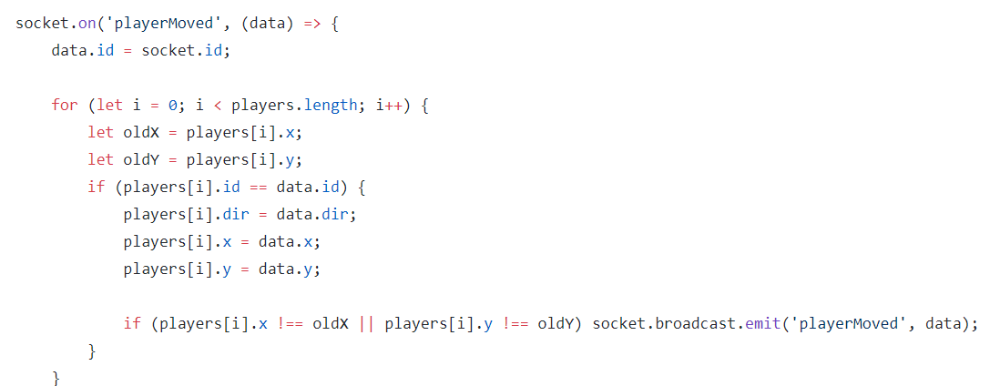 socket.on('playerMoved', (data) => {
    data.id = socket.id;

    for (let i = 0; i < players.length; i++) {
        let oldX = players[i].x;
        let oldY = players[i].y;
        if (players[i].id == data.id) {
            players[i].dir = data.dir;
            players[i].x = data.x;
            players[i].y = data.y;

            if (players[i].x !== oldX || players[i].y !== oldY) socket.broadcast.emit('playerMoved', data);
        }
    }